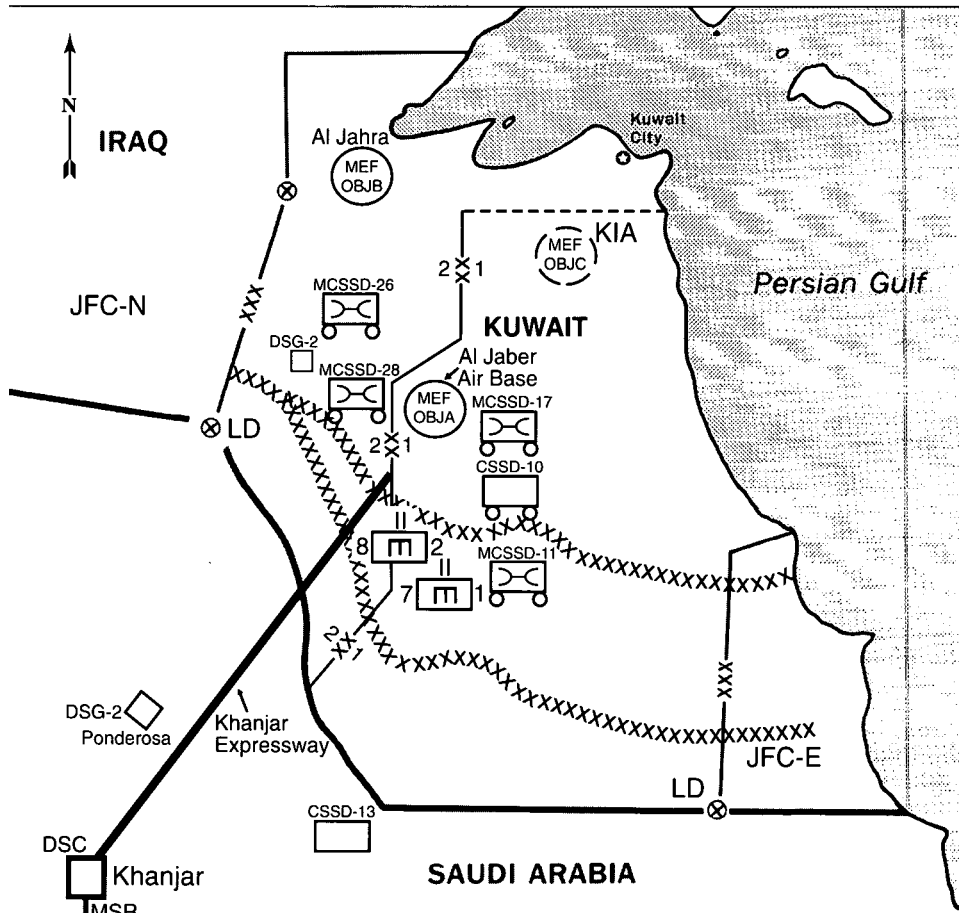 N
IRAQ
Kuwait
City
Al Jahra
MEF
OBJB
KIA
MEF
OBJC
2 XX 1
Persian Gulf
MCSSD-26
JFC-N
XXX
KUWAIT
DSG-2
MCSSD-28
Al Jaber
Air Base
MEF
OBJA
MCSSD-17
LD
2 XX 1
CSSD-10
8 E 2
MCSSD-11
7 E 1
2 XX 1
XXX
DSG-2
Ponderosa
Khanjar
Expressway
JFC-E
LD
CSSD-13
DSC
Khanjar
SAUDI ARABIA
MSR